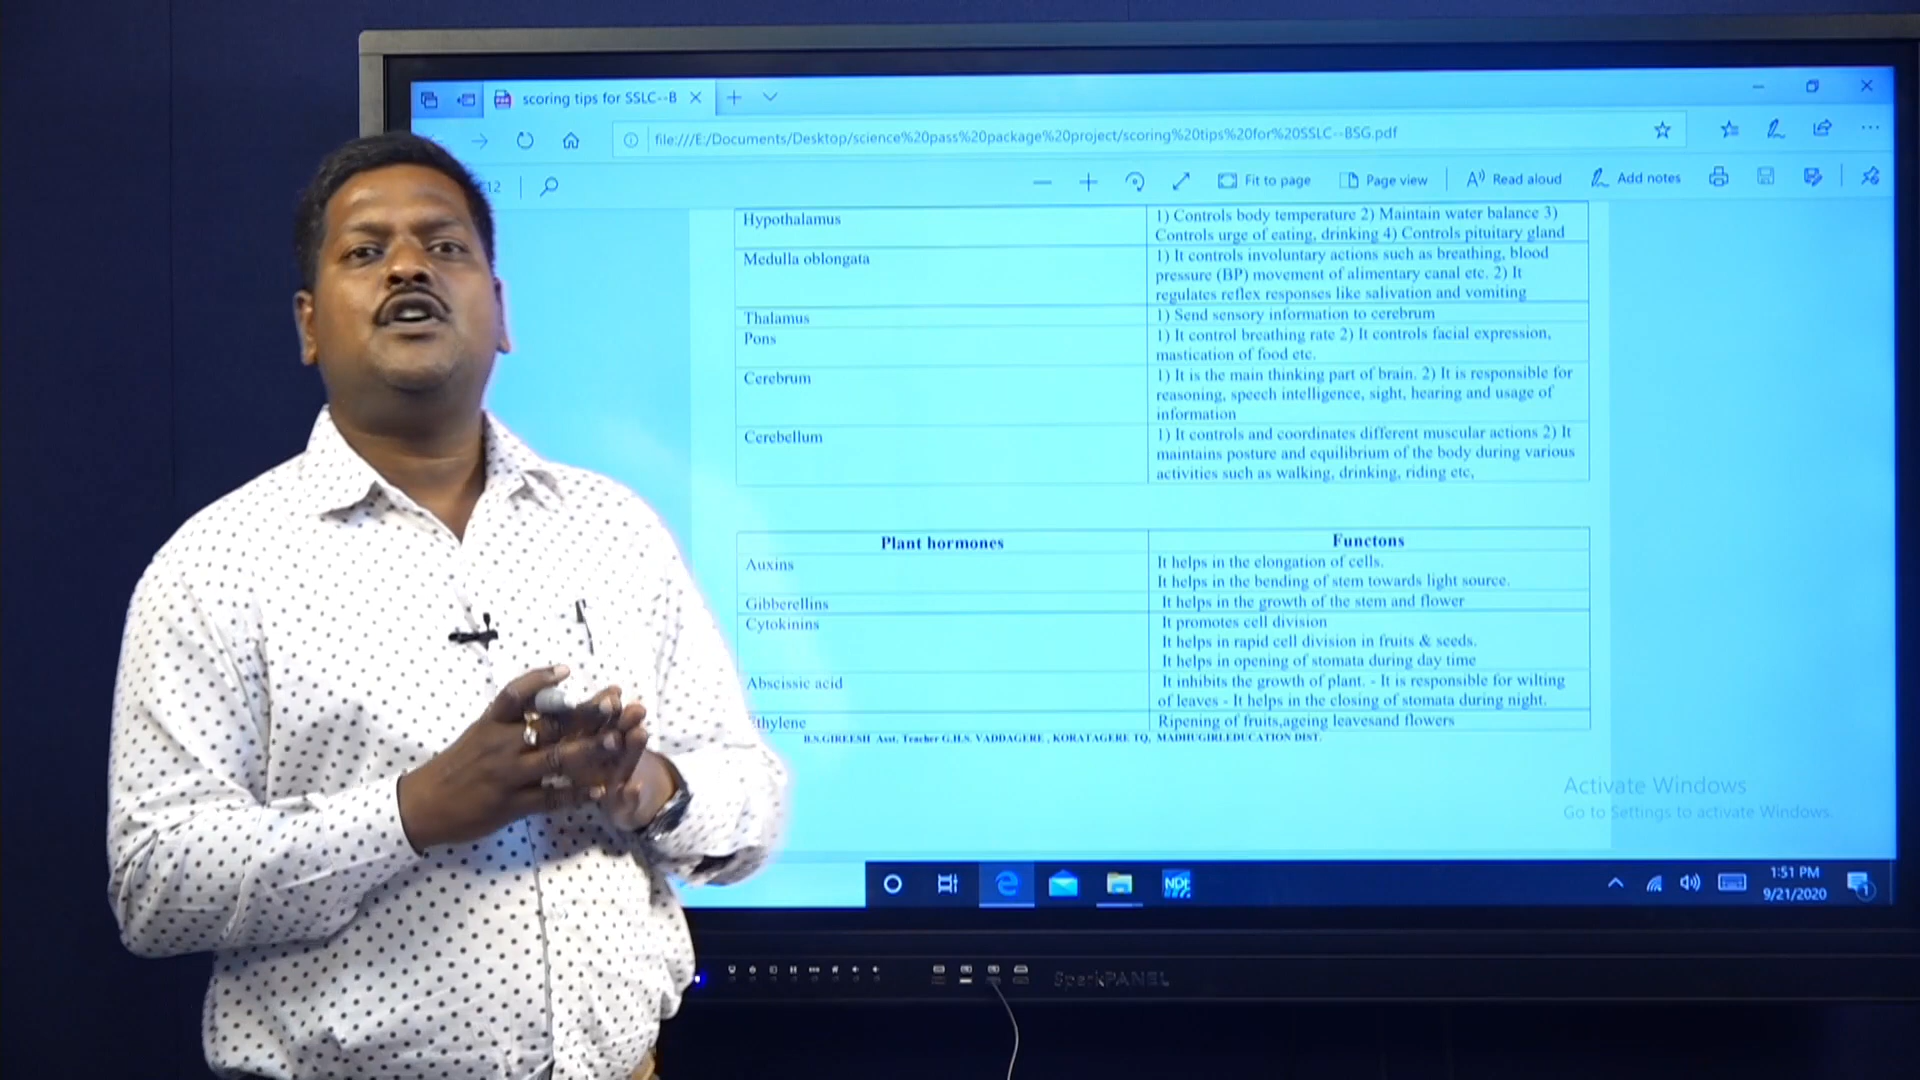 scoring tips for SSLC--B
file:///E:/Documents/Desktop/science%20pass%20package%20project/scoring%20tips%20for%20SSLC--BSG.pdf
12
Fit to page
Page view
Read aloud
Add notes
Hypothalamus
1) Controls body temperature 2) Maintain water balance 3)
Controls urge of eating, drinking 4) Controls pituitary gland
Medulla oblongata
1) It controls involuntary actions such as breathing, blood
pressure (BP) movement of alimentary canal etc. 2) It
regulates reflex responses like salivation and vomiting
Thalamus
1) Send sensory information to cerebrum
Pons
1) It control breathing rate 2) It controls facial expression,
mastication of food etc.
Cerebrum
1) It is the main thinking part of brain. 2) It is responsible for
reasoning, speech intelligence, sight, hearing and usage of
information
Cerebellum
1) It controls and coordinates different muscular actions 2) It
maintains posture and equilibrium of the body during various
activities such as walking, drinking, riding etc,
Plant hormones
Functons
Auxins
It helps in the elongation of cells.
It helps in the bending of stem towards light source.
Gibberellins
It helps in the growth of the stem and flower
Cytokinins
It promotes cell division
It helps in rapid cell division in fruits & seeds.
It helps in opening of stomata during day time
Abscissic acid
It inhibits the growth of plant. - It is responsible for wilting
of leaves - It helps in the closing of stomata during night.
thylene
Ripening of fruits,ageing leavesand flowers
B.S.GIREESH Asst. Teacher G.H.S. VADDAGERE , KORATAGERE TQ, MADHUGIRI.EDUCATION DIST.
Activate Windows
Go to Settings to activate Windows.
1:51 PM
9/21/2020
1
SparkPANEL